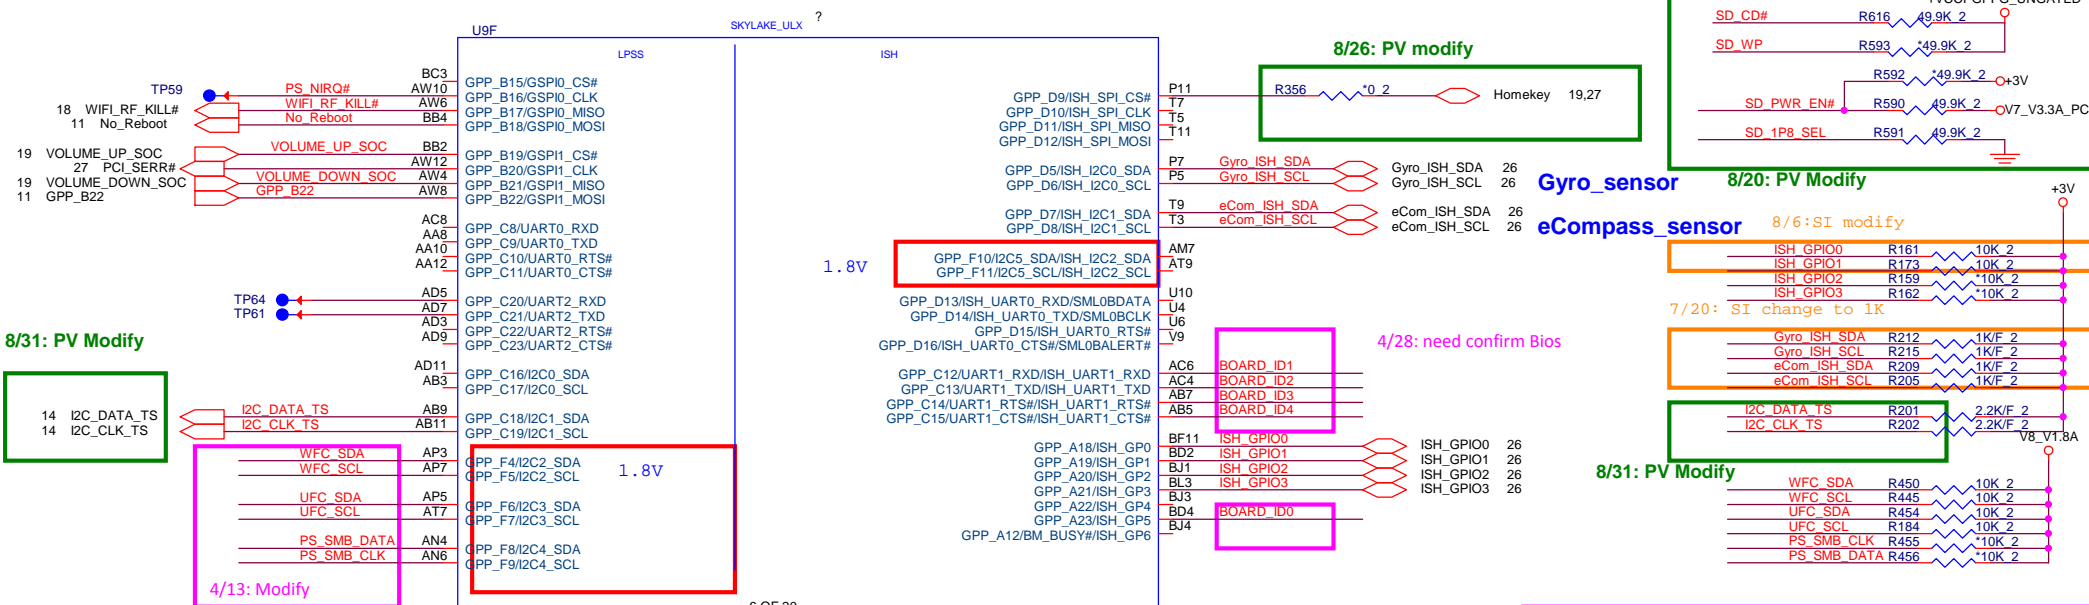 U9F
SKYLAKE_ULX
?
LPSS
ISH
TP59
18 WIFI_RF_KILL#
11 No_Reboot
PS_NIRQ#
WIFI_RF_KILL#
No_Reboot
BC3
AW10
AW6
BB4
GPP_B15/GSPI0_CS#
GPP_B16/GSPI0_CLK
GPP_B17/GSPI0_MISO
GPP_B18/GSPI0_MOSI
19 VOLUME_UP_SOC
27 PCI_SERR#
19 VOLUME_DOWN_SOC
11 GPP_B22
VOLUME_UP_SOC
VOLUME_DOWN_SOC
GPP_B22
BB2
AW12
AW4
AW8
GPP_B19/GSPI1_CS#
GPP_B20/GSPI1_CLK
GPP_B21/GSPI1_MISO
GPP_B22/GSPI1_MOSI
AC8
AA8
AA10
AA12
GPP_C8/UART0_RXD
GPP_C9/UART0_TXD
GPP_C10/UART0_RTS#
GPP_C11/UART0_CTS#
TP64
TP61
AD5
AD7
AD3
AD9
GPP_C20/UART2_RXD
GPP_C21/UART2_TXD
GPP_C22/UART2_RTS#
GPP_C23/UART2_CTS#
8/31: PV Modify
AD11
AB3
GPP_C16/I2C0_SDA
GPP_C17/I2C0_SCL
14 I2C_DATA_TS
14 I2C_CLK_TS
I2C_DATA_TS
I2C_CLK_TS
AB9
AB11
GPP_C18/I2C1_SDA
GPP_C19/I2C1_SCL
WFC_SDA
WFC_SCL
AP3
AP7
GPP_F4/I2C2_SDA
GPP_F5/I2C2_SCL
1.8V
UFC_SDA
UFC_SCL
AP5
AT7
GPP_F6/I2C3_SDA
GPP_F7/I2C3_SCL
PS_SMB_DATA
PS_SMB_CLK
AN4
AN6
GPP_F8/I2C4_SDA
GPP_F9/I2C4_SCL
4/13: Modify
GPP_D9/ISH_SPI_CS#
GPP_D10/ISH_SPI_CLK
GPP_D11/ISH_SPI_MISO
GPP_D12/ISH_SPI_MOSI
P11
T7
T5
T11
8/26: PV modify
R356
*0_2
Homekey 19,27
GPP_D5/ISH_I2C0_SDA
GPP_D6/ISH_I2C0_SCL
P7
P5
Gyro_ISH_SDA
Gyro_ISH_SCL
Gyro_ISH_SDA 26
Gyro_ISH_SCL 26
Gyro_sensor
GPP_D7/ISH_I2C1_SDA
GPP_D8/ISH_I2C1_SCL
T9
T3
eCom_ISH_SDA
eCom_ISH_SCL
eCom_ISH_SDA 26
eCom_ISH_SCL 26
eCompass_sensor
1.8V
GPP_F10/I2C5_SDA/ISH_I2C2_SDA
GPP_F11/I2C5_SCL/ISH_I2C2_SCL
AM7
AT9
GPP_D13/ISH_UART0_RXD/SML0BDATA
GPP_D14/ISH_UART0_TXD/SML0BCLK
GPP_D15/ISH_UART0_RTS#
GPP_D16/ISH_UART0_CTS#/SML0BALERT#
U10
U4
U6
V9
4/28: need confirm Bios
GPP_C12/UART1_RXD/ISH_UART1_RXD
GPP_C13/UART1_TXD/ISH_UART1_TXD
GPP_C14/UART1_RTS#/ISH_UART1_RTS#
GPP_C15/UART1_CTS#/ISH_UART1_CTS#
AC6
AC4
AB7
AB5
BOARD_ID1
BOARD_ID2
BOARD_ID3
BOARD_ID4
GPP_A18/ISH_GP0
GPP_A19/ISH_GP1
GPP_A20/ISH_GP2
GPP_A21/ISH_GP3
GPP_A22/ISH_GP4
GPP_A23/ISH_GP5
GPP_A12/BM_BUSY#/ISH_GP6
BF11
BD2
BJ1
BL3
BJ3
BD4
BJ4
ISH_GPIO0
ISH_GPIO1
ISH_GPIO2
ISH_GPIO3
BOARD_ID0
ISH_GPIO0 26
ISH_GPIO1 26
ISH_GPIO2 26
ISH_GPIO3 26
SD_CD# R616 49.9K_2
SD_WP R593 *49.9K_2
R592 *49.9K_2 +3V
SD_PWR_EN# R590 49.9K_2 V7_V3.3A_PC
SD_1P8_SEL R591 49.9K_2
8/20: PV Modify
+3V
8/6:SI modify
ISH_GPIO0 R161 10K_2
ISH_GPIO1 R173 10K_2
ISH_GPIO2 R159 *10K_2
ISH_GPIO3 R162 *10K_2
7/20: SI change to 1K
Gyro_ISH_SDA R212 1K/F_2
Gyro_ISH_SCL R215 1K/F_2
eCom_ISH_SDA R209 1K/F_2
eCom_ISH_SCL R205 1K/F_2
I2C_DATA_TS R201 2.2K/F_2
I2C_CLK_TS R202 2.2K/F_2
V8_V1.8A
8/31: PV Modify
WFC_SDA R450 10K_2
WFC_SCL R445 10K_2
UFC_SDA R454 10K_2
UFC_SCL R184 10K_2
PS_SMB_CLK R455 *10K_2
PS_SMB_DATA R456 *10K_2